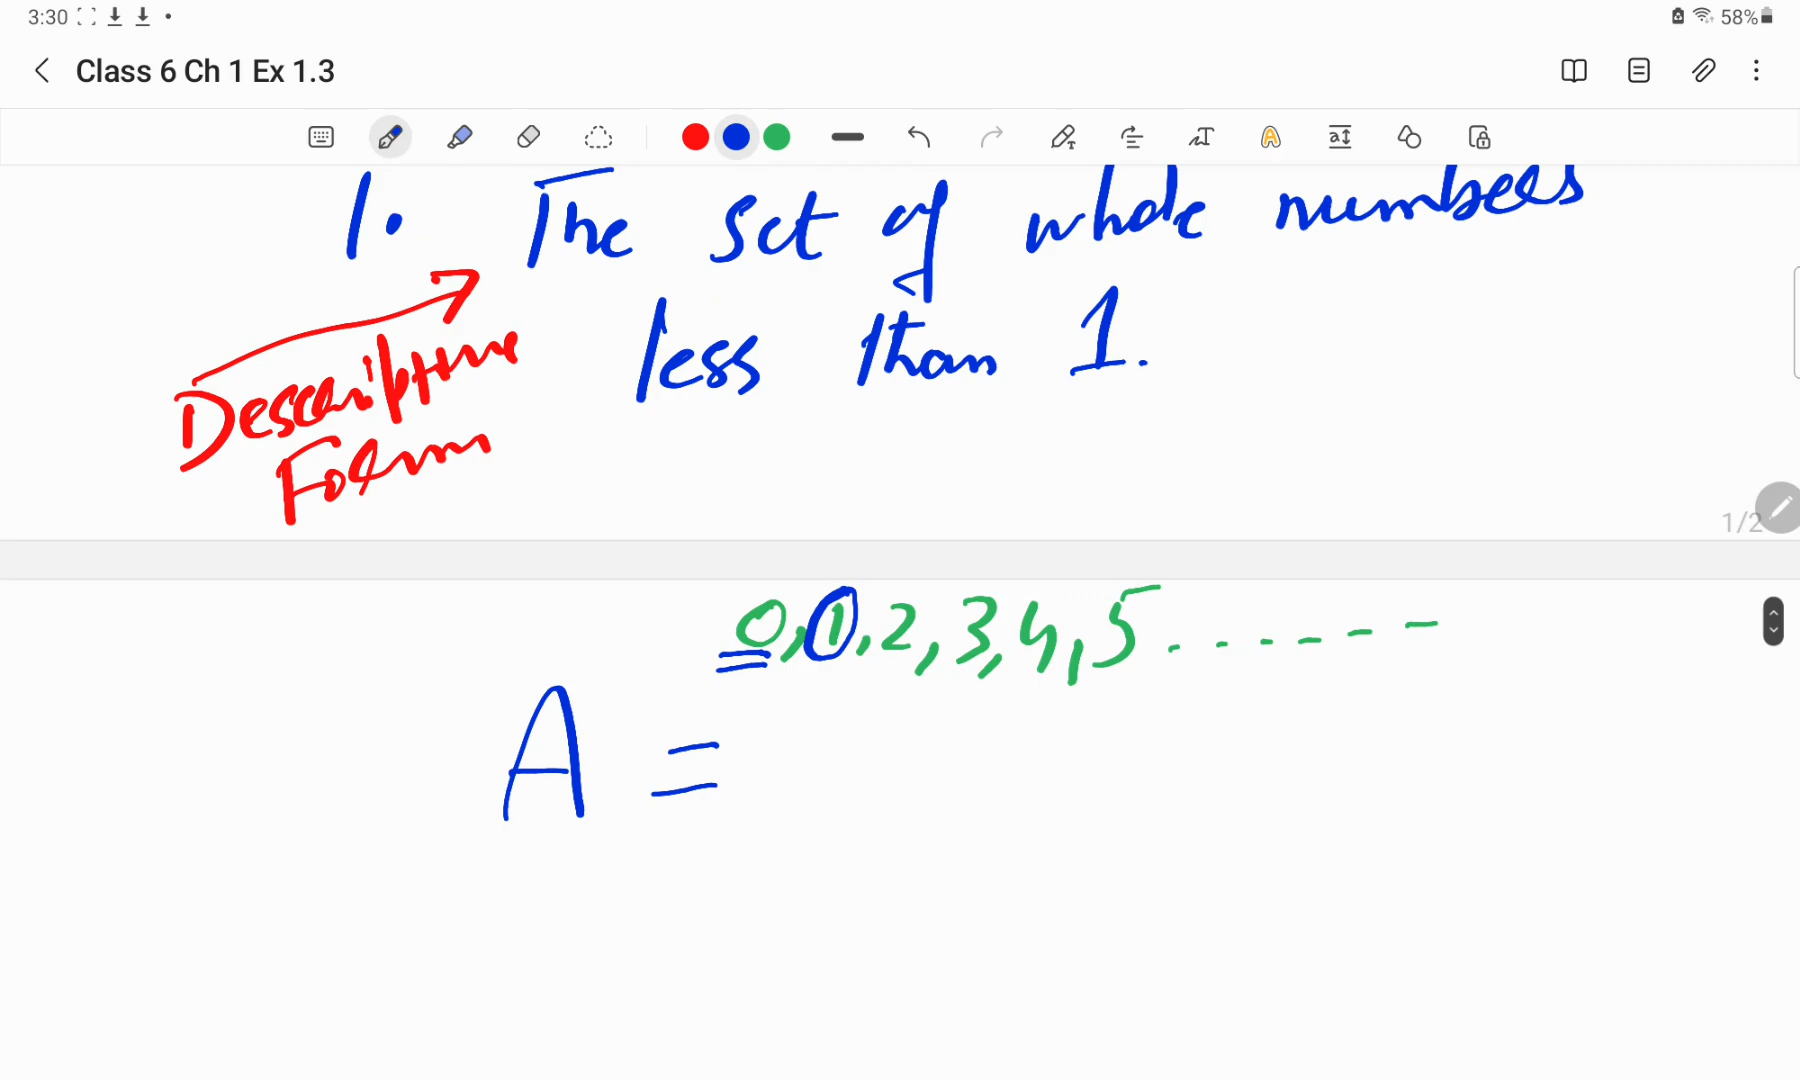 3:30
58%
Class 6 Ch 1 Ex 1.3
1. The set of whole numbers
less than 1.
Descriptive
Form
1/2
0, 1, 2, 3, 4, 5 . - - - - -
A =